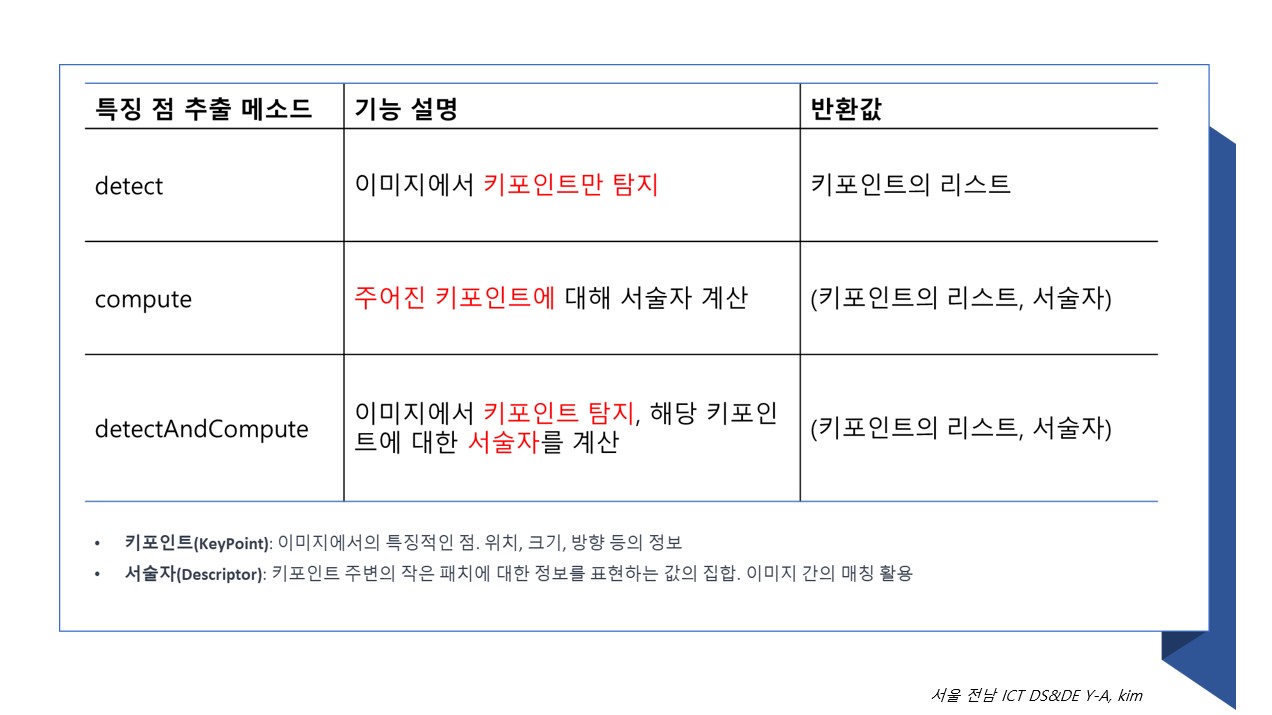 특징 점 추출 메소드 기능 설명 반환값
detect 이미지에서 키포인트만 탐지 키포인트의 리스트
compute 주어진 키포인트에 대해 서술자 계산 (키포인트의 리스트, 서술자)
detectAndCompute 이미지에서 키포인트 탐지, 해당 키포인
트에 대한 서술자를 계산 (키포인트의 리스트, 서술자)
• 키포인트(KeyPoint): 이미지에서의 특징적인 점. 위치, 크기, 방향 등의 정보
• 서술자(Descriptor): 키포인트 주변의 작은 패치에 대한 정보를 표현하는 값의 집합. 이미지 간의 매칭 활용
서울 전남 ICT DS&DE Y-A, kim